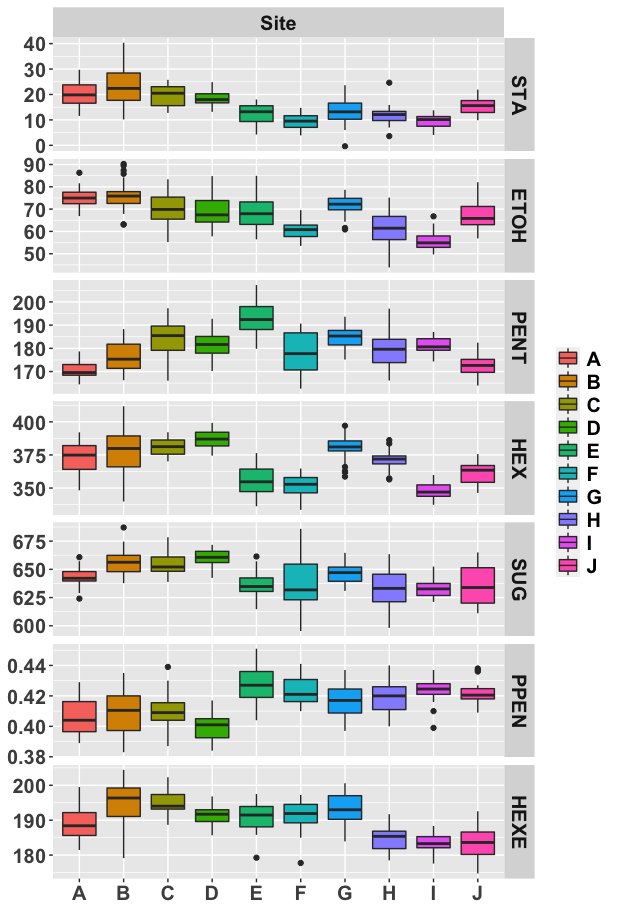 Site
40
30
20
10
0
STA
90
80
70
60
50
ETOH
200
190
180
170
PENT
400
375
350
HEX
675
650
625
600
SUG
0.44
0.42
0.40
0.38
PPEN
200
190
180
HEXE
A B C D E F G H I J
A
B
C
D
E
F
G
H
I
J